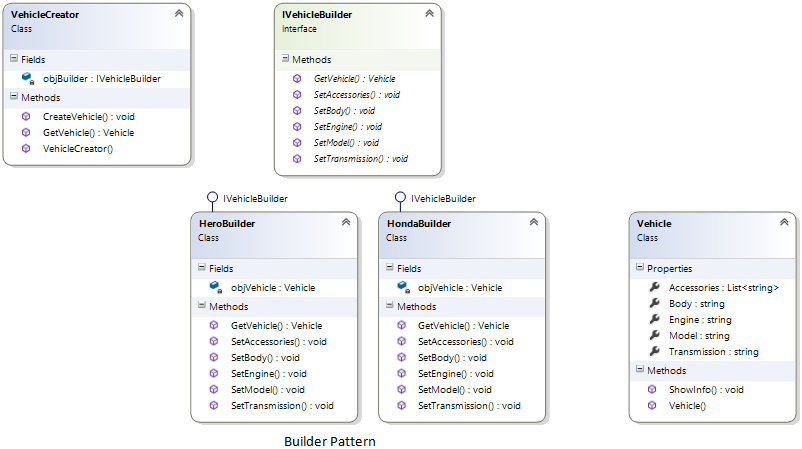 VehicleCreator
Class
Fields
objBuilder : IVehicleBuilder
Methods
CreateVehicle() : void
GetVehicle() : Vehicle
VehicleCreator()
IVehicleBuilder
Interface
Methods
GetVehicle() : Vehicle
SetAccessories() : void
SetBody() : void
SetEngine() : void
SetModel() : void
SetTransmission() : void
IVehicleBuilder
HeroBuilder
Class
Fields
objVehicle : Vehicle
Methods
GetVehicle() : Vehicle
SetAccessories() : void
SetBody() : void
SetEngine() : void
SetModel() : void
SetTransmission() : void
IVehicleBuilder
HondaBuilder
Class
Fields
objVehicle : Vehicle
Methods
GetVehicle() : Vehicle
SetAccessories() : void
SetBody() : void
SetEngine() : void
SetModel() : void
SetTransmission() : void
Vehicle
Class
Properties
Accessories : List<string>
Body : string
Engine : string
Model : string
Transmission : string
Methods
ShowInfo() : void
Vehicle()
Builder Pattern